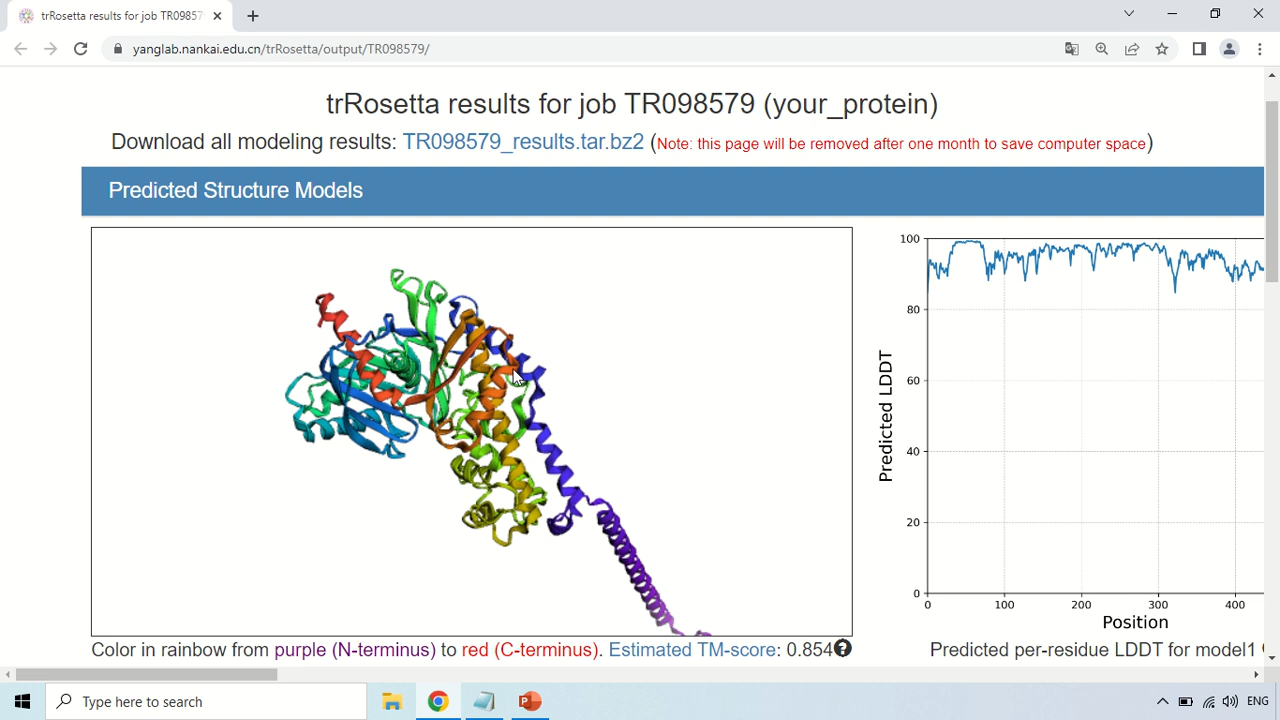 trRosetta results for job TR09857
yanglab.nankai.edu.cn/trRosetta/output/TR098579/
trRosetta results for job TR098579 (your_protein)
Download all modeling results: TR098579_results.tar.bz2 (Note: this page will be removed after one month to save computer space)
Predicted Structure Models
100
80
60
40
20
0
Predicted LDDT
0 100 200 300 400
Position
Color in rainbow from purple (N-terminus) to red (C-terminus). Estimated TM-score: 0.854
Predicted per-residue LDDT for model1
Type here to search
ENG